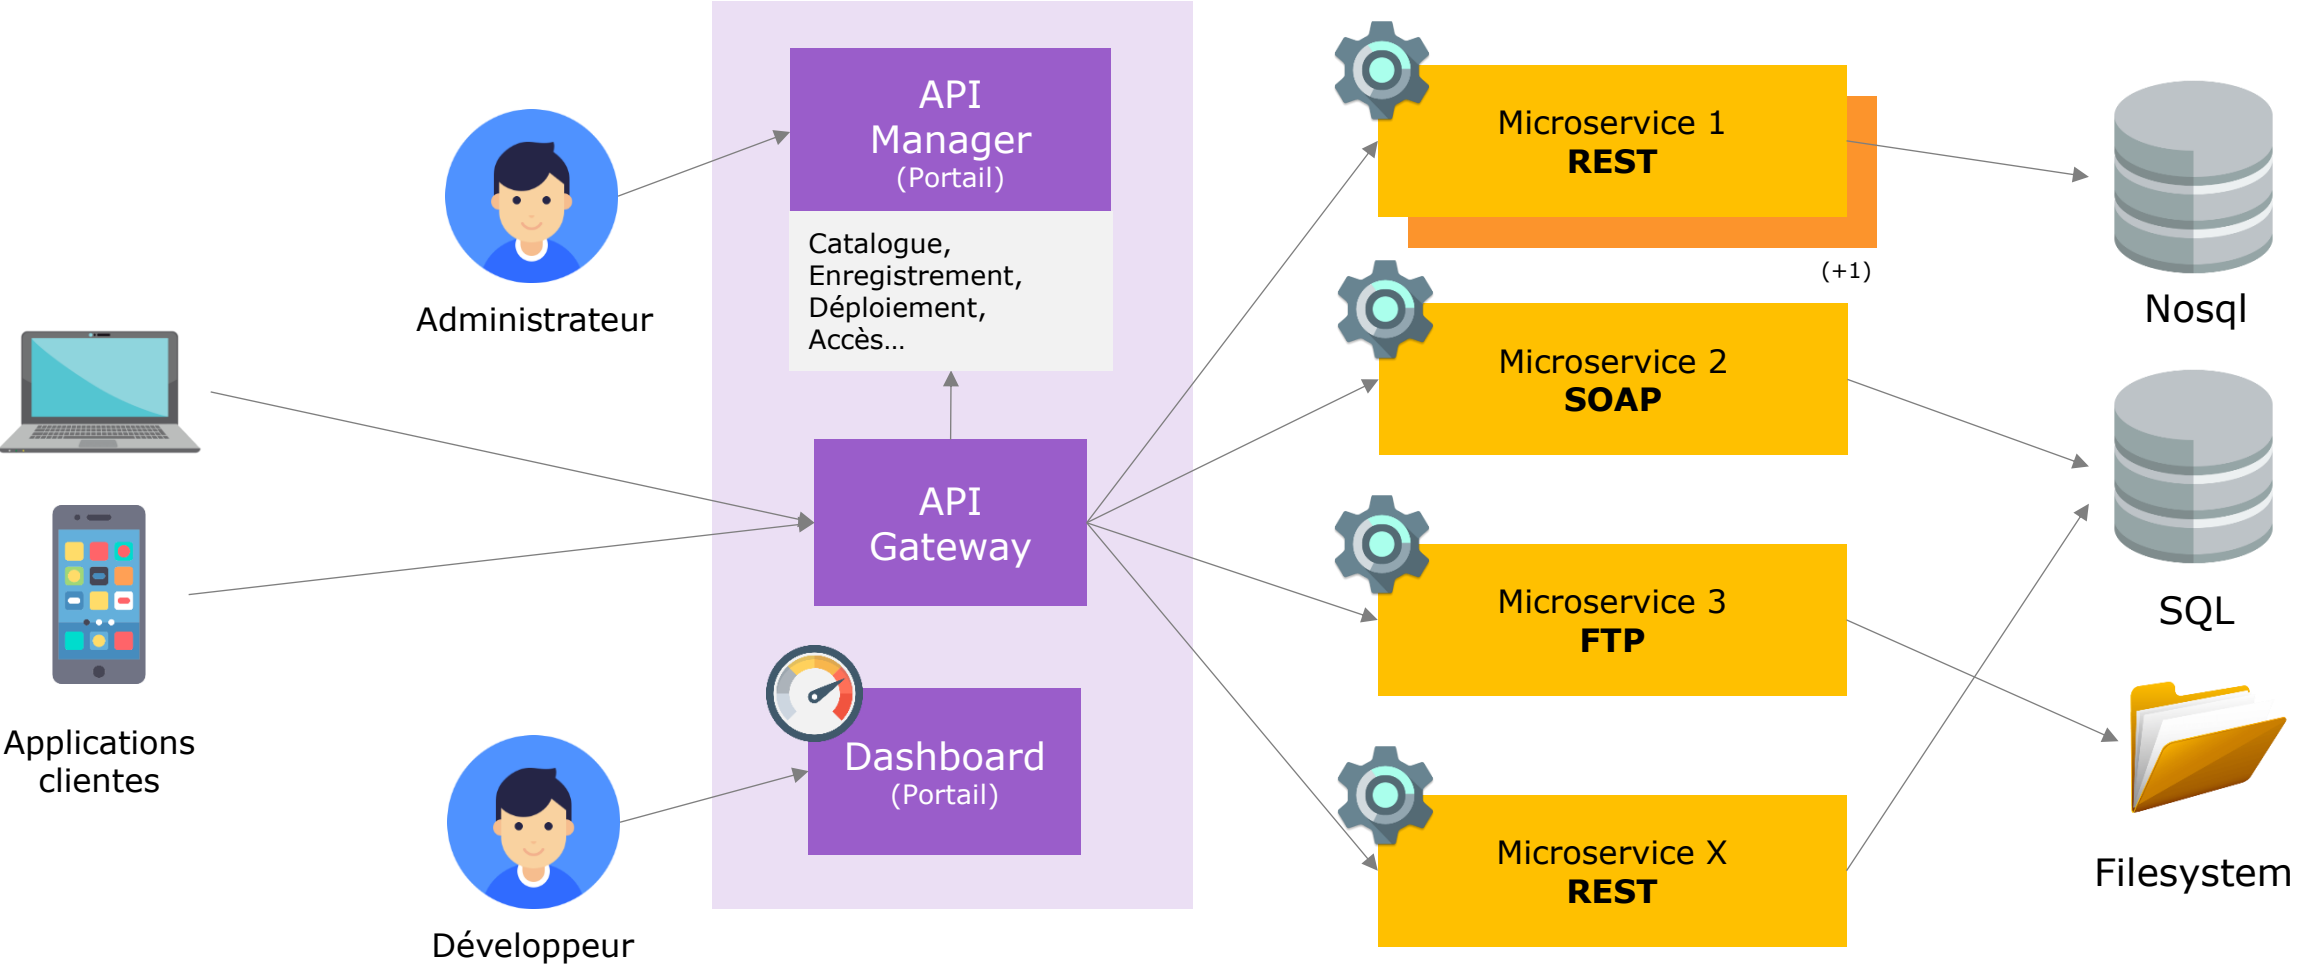 API
Manager
(Portail)
Catalogue,
Enregistrement,
Déploiement,
Accès…
Administrateur
Applications
clientes
API
Gateway
Dashboard
(Portail)
Développeur
Microservice 1
REST
(+1)
Microservice 2
SOAP
Microservice 3
FTP
Microservice X
REST
Nosql
SQL
Filesystem